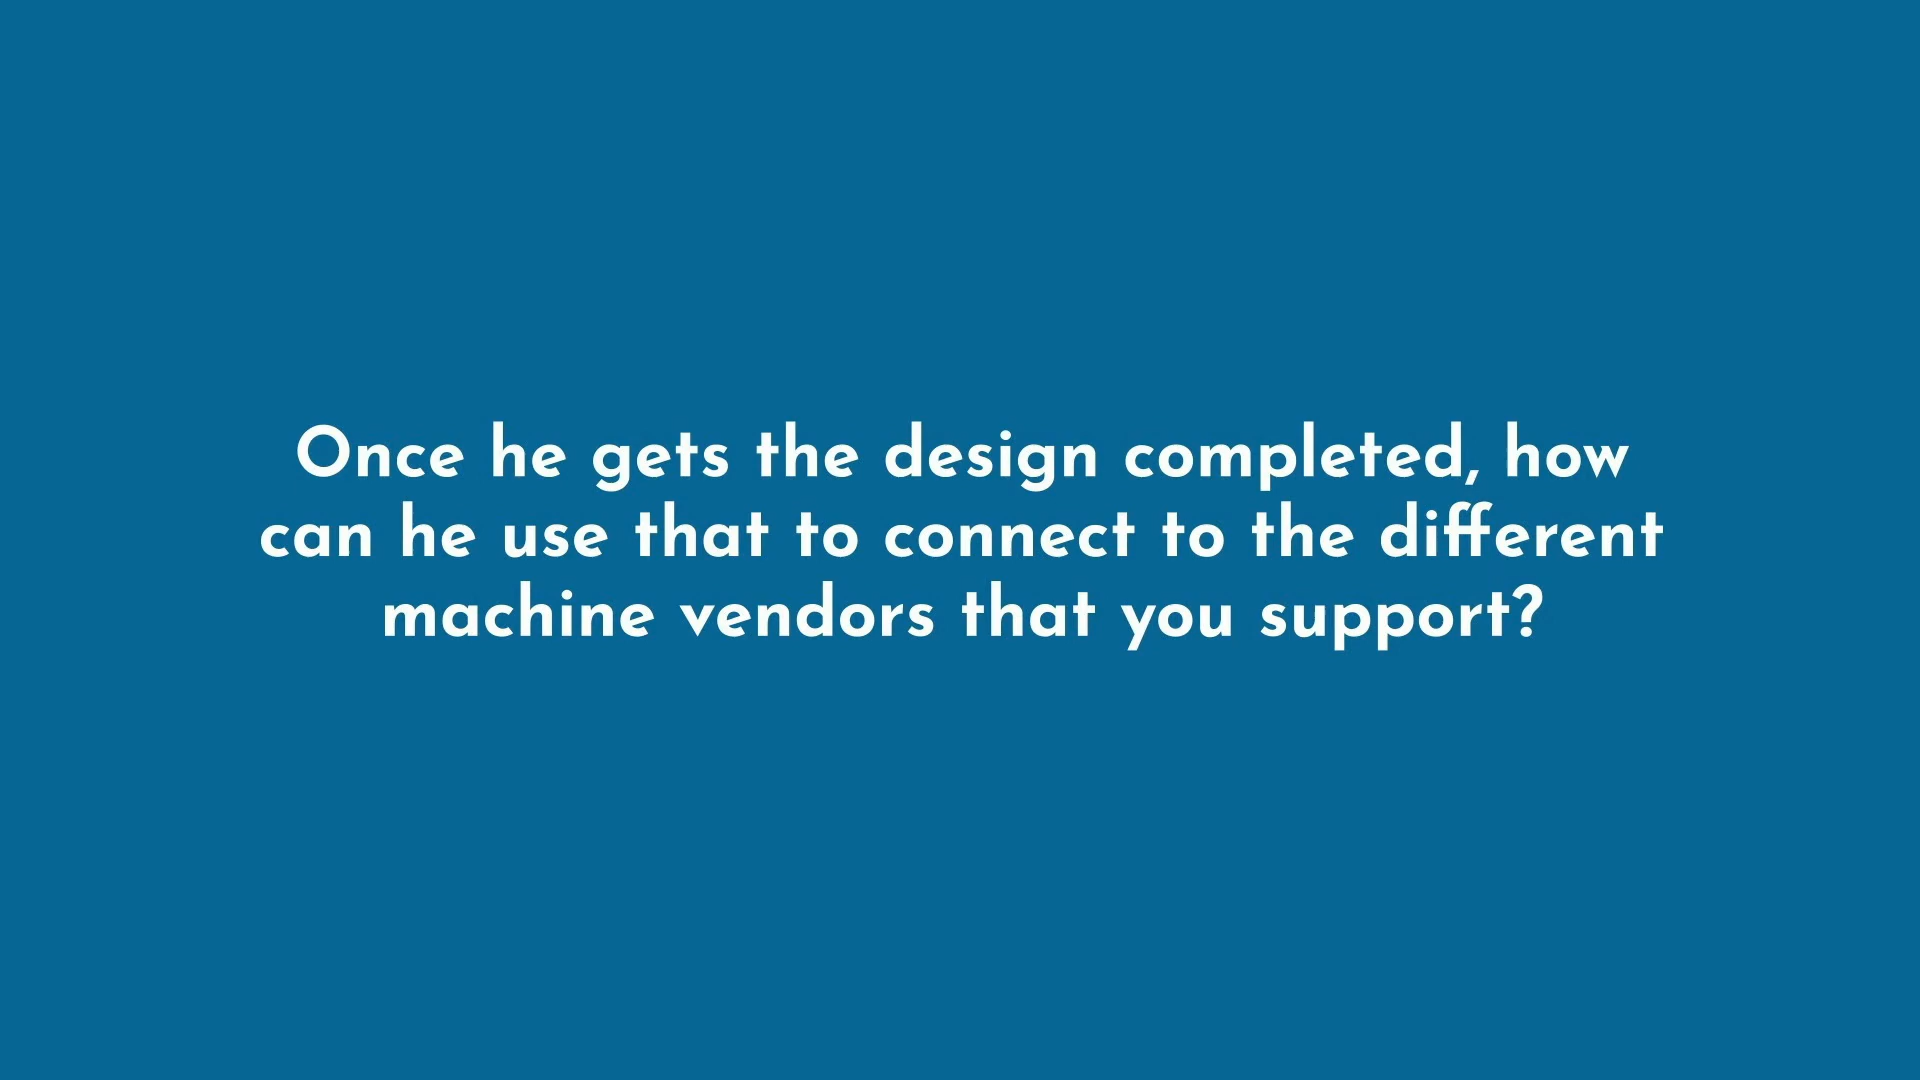 Once he gets the design completed, how
can he use that to connect to the different
machine vendors that you support?